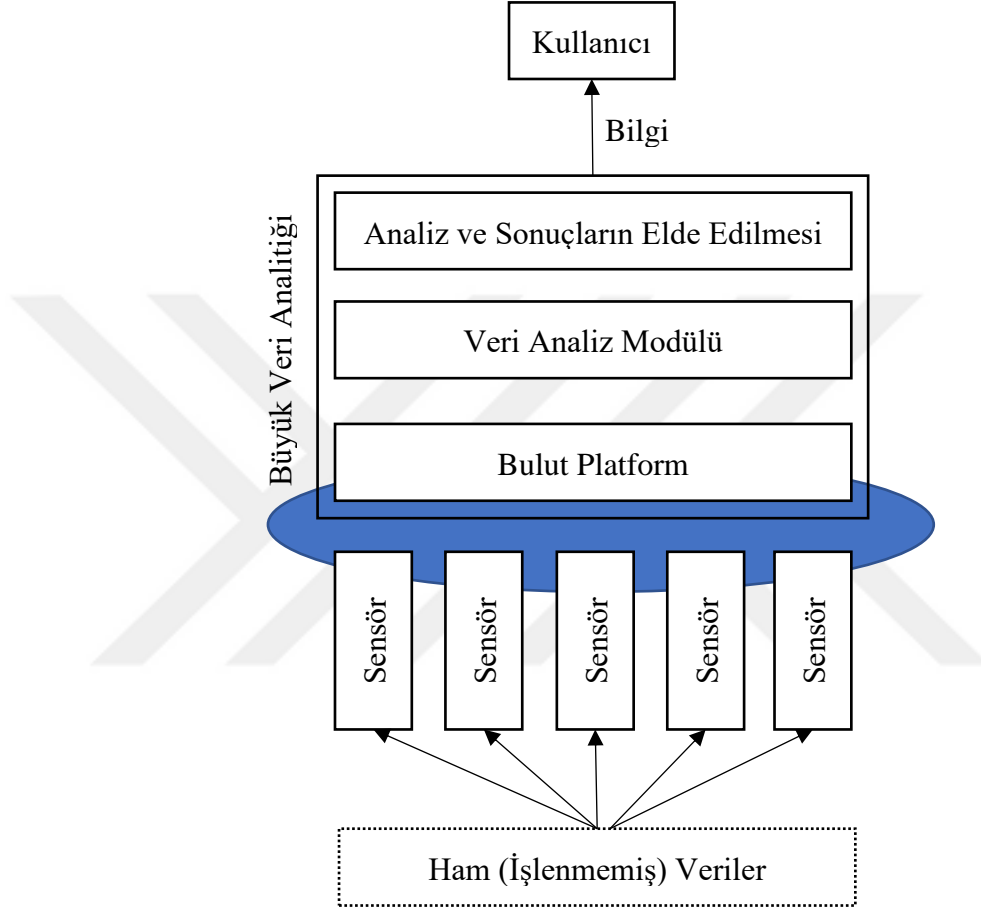 Kullanıcı
Bilgi
Büyük Veri Analitiği
Analiz ve Sonuçların Elde Edilmesi
Veri Analiz Modülü
Bulut Platform
Sensör
Sensör
Sensör
Sensör
Sensör
Ham (İşlenmemiş) Veriler